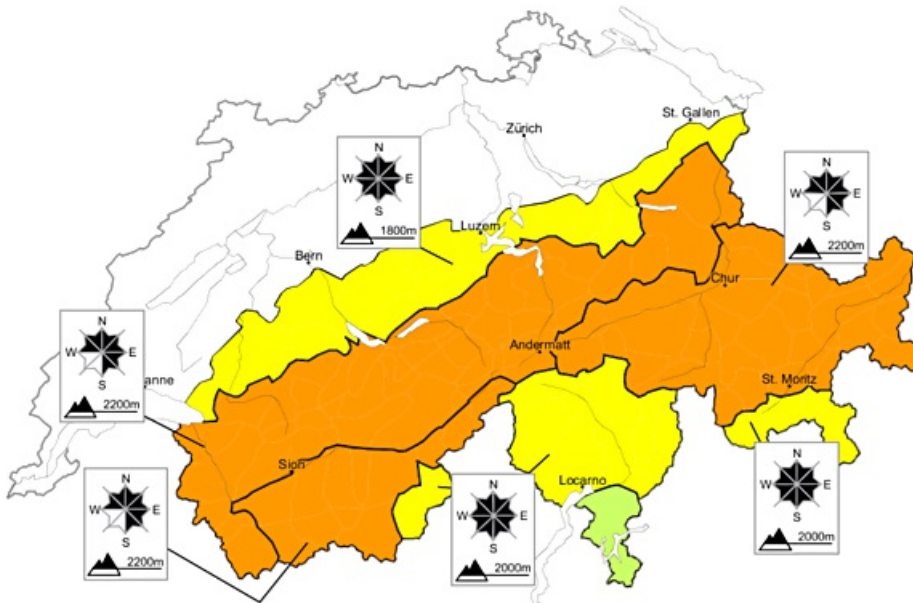 St. Gallen
Zürich
N
W E
S
1800m
Luzern
Bern
N
W E
S
2200m
Chur
N
W E
S
2200m
anne
Andermatt
St. Moritz
Sion
Locarno
N
W E
S
2200m
N
W E
S
2000m
N
W E
S
2000m